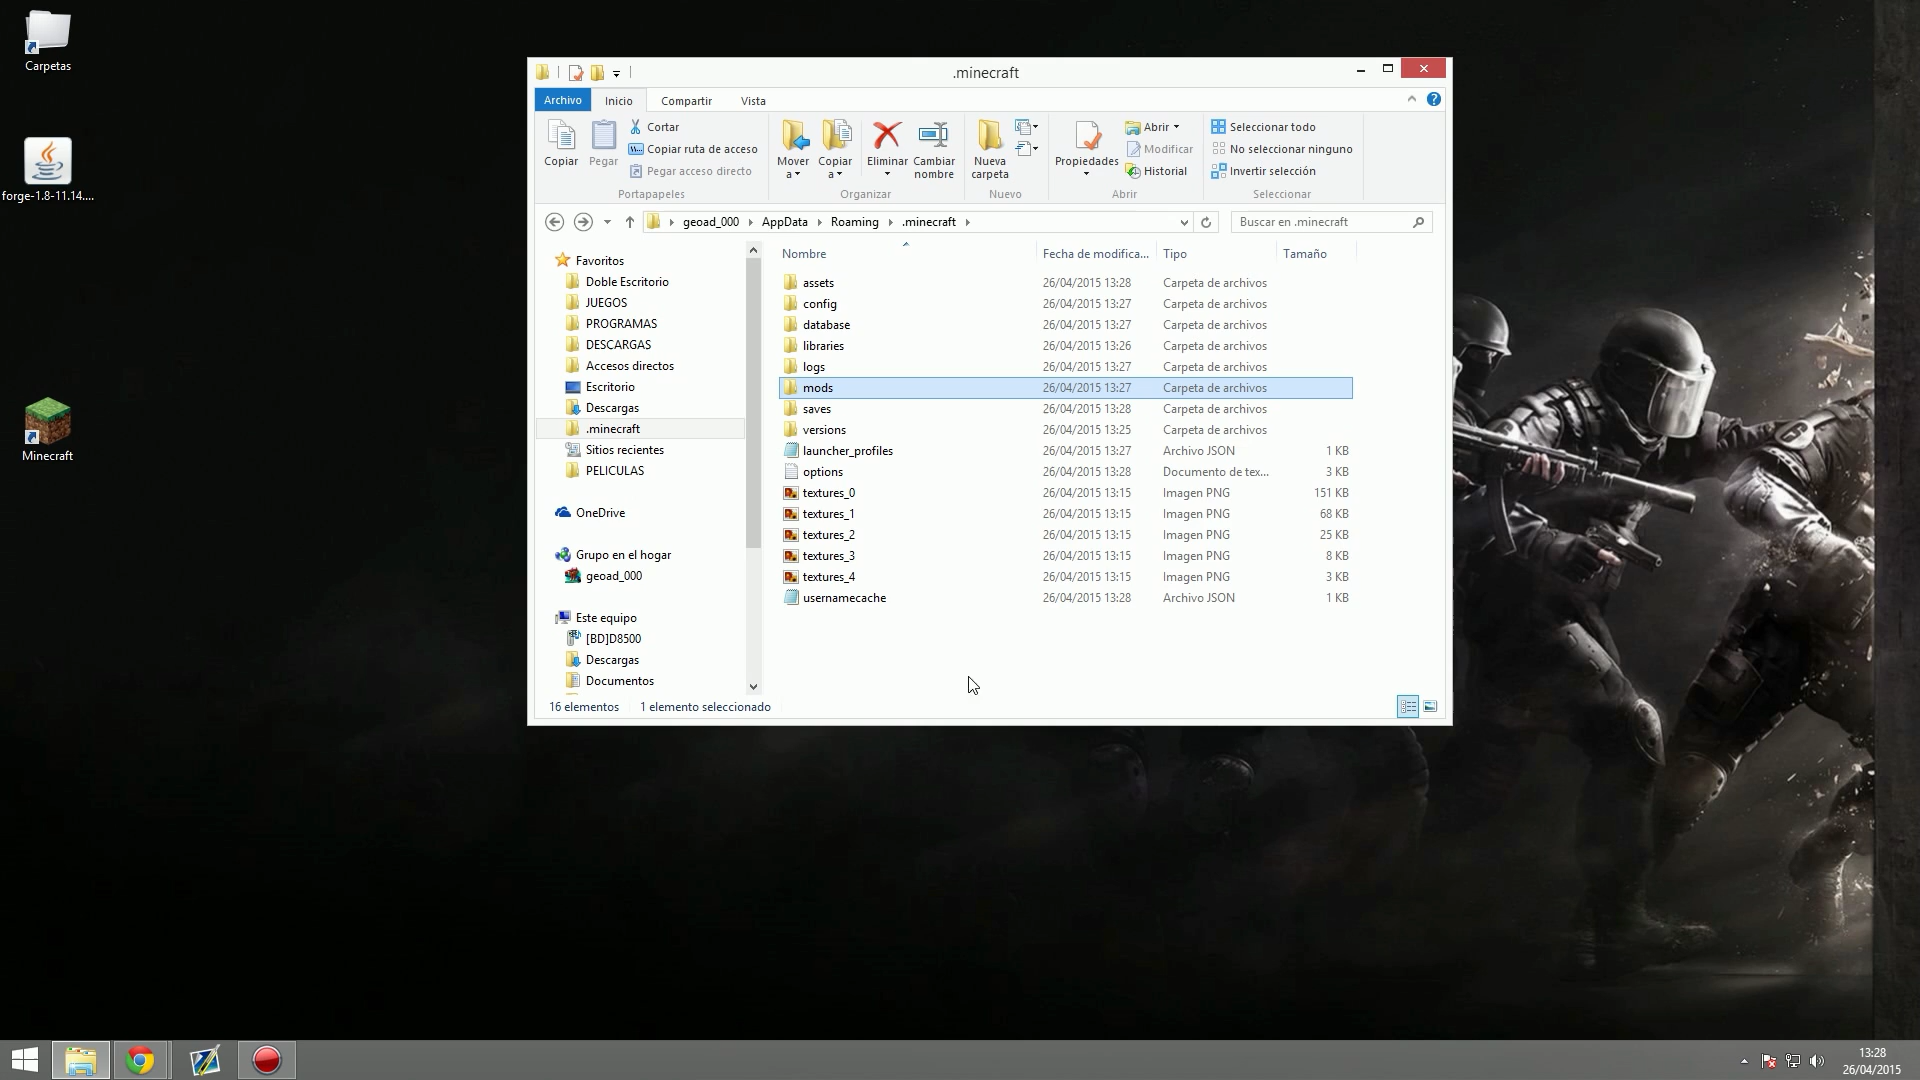 Carpetas
forge-1.8-11.14....
Minecraft
.minecraft
Archivo Inicio Compartir Vista
Copiar Pegar
Cortar
Copiar ruta de acceso
Pegar acceso directo
Portapapeles
Mover a Copiar a Eliminar Cambiar nombre
Organizar
Nueva carpeta
Nuevo
Propiedades
Abrir
Modificar
Historial
Abrir
Seleccionar todo
No seleccionar ninguno
Invertir selección
Seleccionar
geoad_000 AppData Roaming .minecraft
Buscar en .minecraft
Favoritos
Doble Escritorio
JUEGOS
PROGRAMAS
DESCARGAS
Accesos directos
Escritorio
Descargas
.minecraft
Sitios recientes
PELICULAS
OneDrive
Grupo en el hogar
geoad_000
Este equipo
[BD]D8500
Descargas
Documentos
Nombre Fecha de modifica... Tipo Tamaño
assets 26/04/2015 13:28 Carpeta de archivos
config 26/04/2015 13:27 Carpeta de archivos
database 26/04/2015 13:27 Carpeta de archivos
libraries 26/04/2015 13:26 Carpeta de archivos
logs 26/04/2015 13:27 Carpeta de archivos
mods 26/04/2015 13:27 Carpeta de archivos
saves 26/04/2015 13:28 Carpeta de archivos
versions 26/04/2015 13:25 Carpeta de archivos
launcher_profiles 26/04/2015 13:27 Archivo JSON 1 KB
options 26/04/2015 13:28 Documento de tex... 3 KB
textures_0 26/04/2015 13:15 Imagen PNG 151 KB
textures_1 26/04/2015 13:15 Imagen PNG 68 KB
textures_2 26/04/2015 13:15 Imagen PNG 25 KB
textures_3 26/04/2015 13:15 Imagen PNG 8 KB
textures_4 26/04/2015 13:15 Imagen PNG 3 KB
usernamecache 26/04/2015 13:28 Archivo JSON 1 KB
16 elementos 1 elemento seleccionado
13:28
26/04/2015